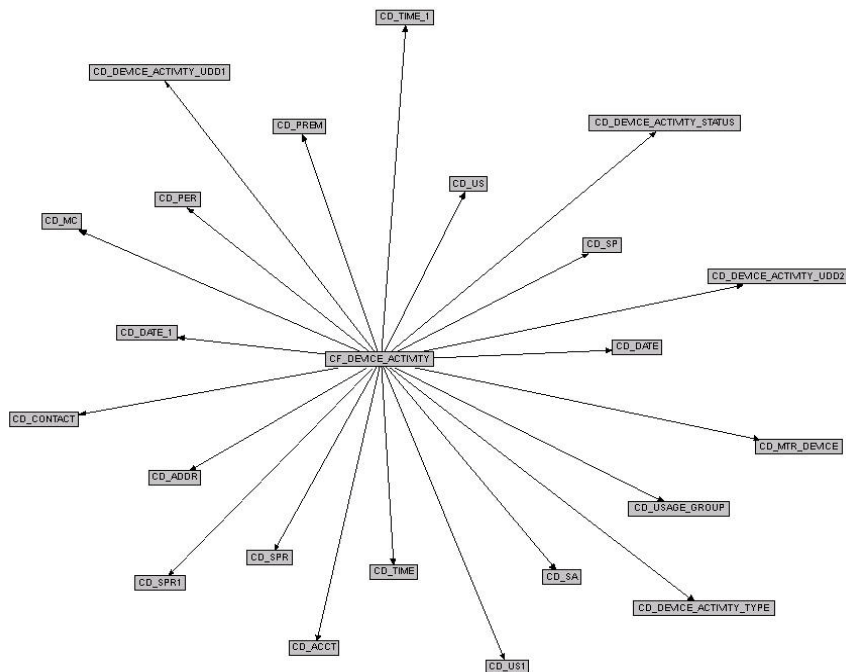 CD_TIME_1
CD_DEVICE_ACTIVITY_UDD1
CD_PREM
CD_DEVICE_ACTIVITY_STATUS
CD_US
CD_PER
CD_MC
CD_SP
CD_DEVICE_ACTIVITY_UDD2
CD_DATE_1
CD_DATE
CF_DEVICE_ACTIVITY
CD_CONTACT
CD_MTR_DEVICE
CD_ADDR
CD_USAGE_GROUP
CD_SPR
CD_TIME
CD_SA
CD_SPR1
CD_DEVICE_ACTIVITY_TYPE
CD_ACCT
CD_US1